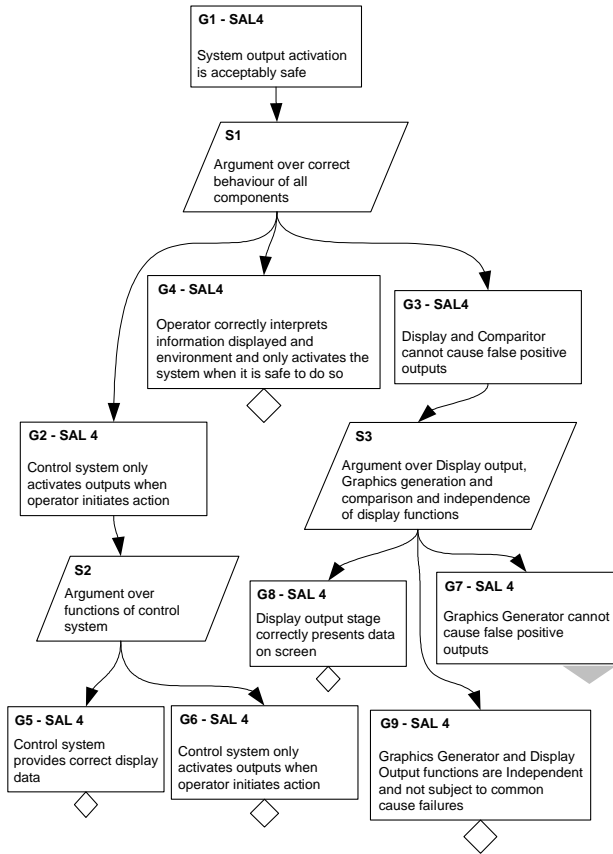 G1 - SAL4
System output activation
is acceptably safe
S1
Argument over correct
behaviour of all
components
G4 – SAL4
Operator correctly interprets
information displayed and
environment and only activates the
system when it is safe to do so
G3 – SAL4
Display and Comparitor
cannot cause false positive
outputs
G2 – SAL 4
Control system only
activates outputs when
operator initiates action
S3
Argument over Display output,
Graphics generation and
comparison and independence
of display functions
S2
Argument over
functions of control
system
G8 – SAL 4
Display output stage
correctly presents data
on screen
G7 – SAL 4
Graphics Generator cannot
cause false positive
outputs
G5 – SAL 4
Control system
provides correct display
data
G6 – SAL 4
Control system only
activates outputs when
operator initiates action
G9 – SAL 4
Graphics Generator and Display
Output functions are Independent
and not subject to common
cause failures